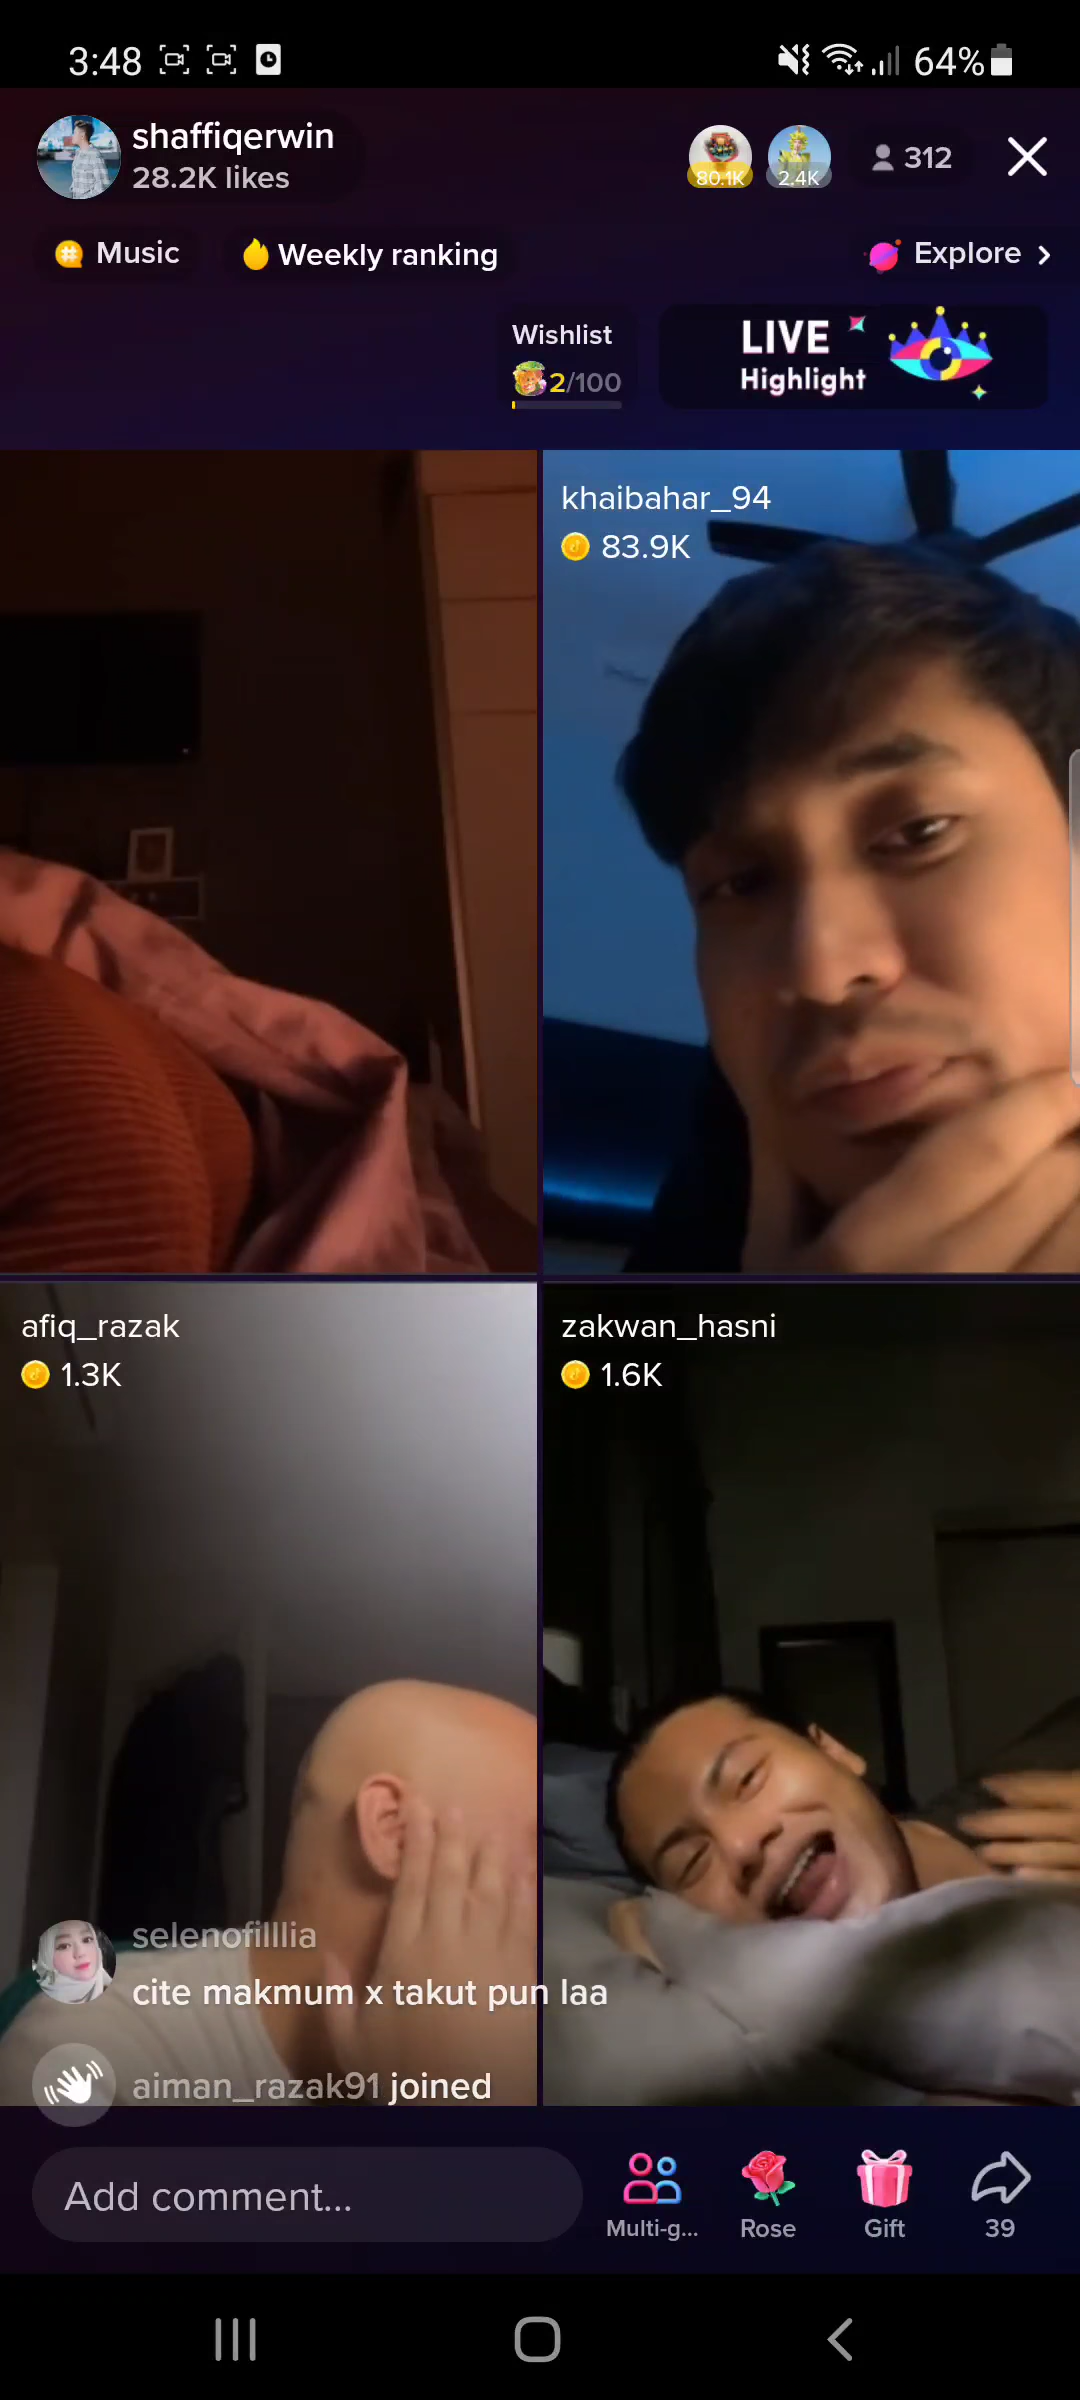 3:48
64%
shaffiqerwin
28.2K likes
80.1K
2.4K
312
Music
Weekly ranking
Explore
Wishlist
2/100
LIVE
Highlight
khaibahar_94
83.9K
afiq_razak
1.3K
zakwan_hasni
1.6K
selenofilllia
cite makmum x takut pun laa
aiman_razak91 joined
Add comment...
Multi-g...
Rose
Gift
39